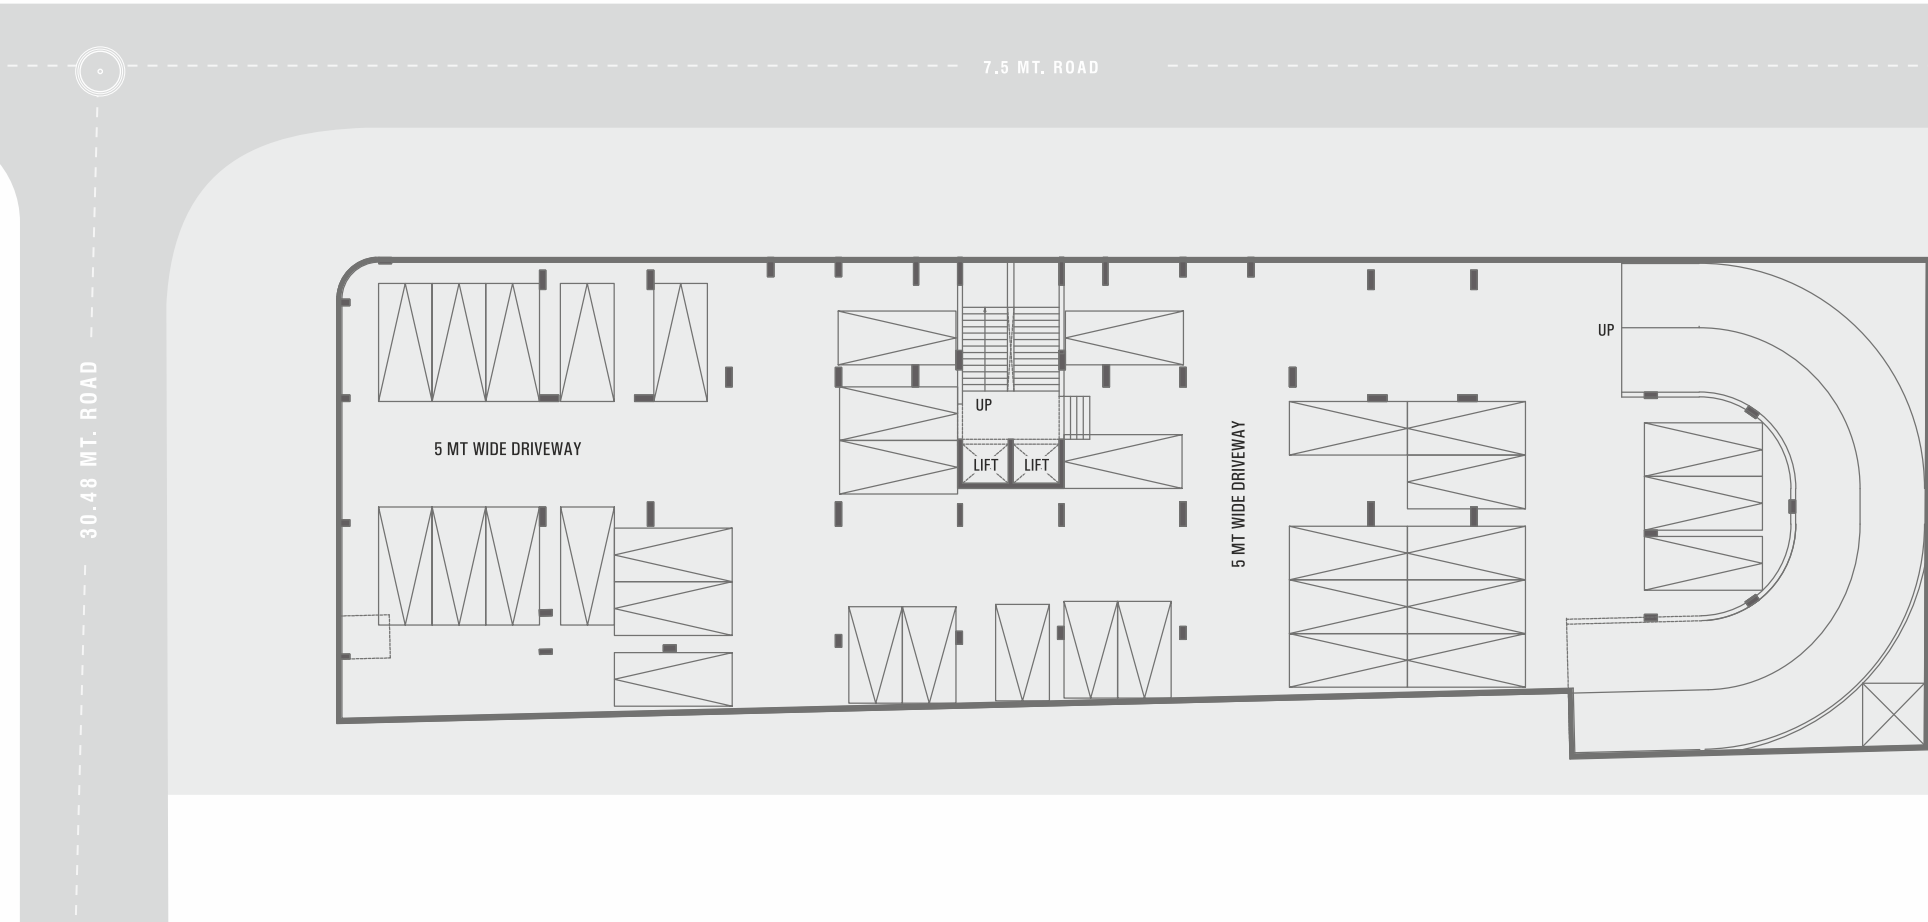 7.5 MT. ROAD
30.48 MT. ROAD
UP
UP
5 MT WIDE DRIVEWAY
LIFT
LIFT
5 MT WIDE DRIVEWAY